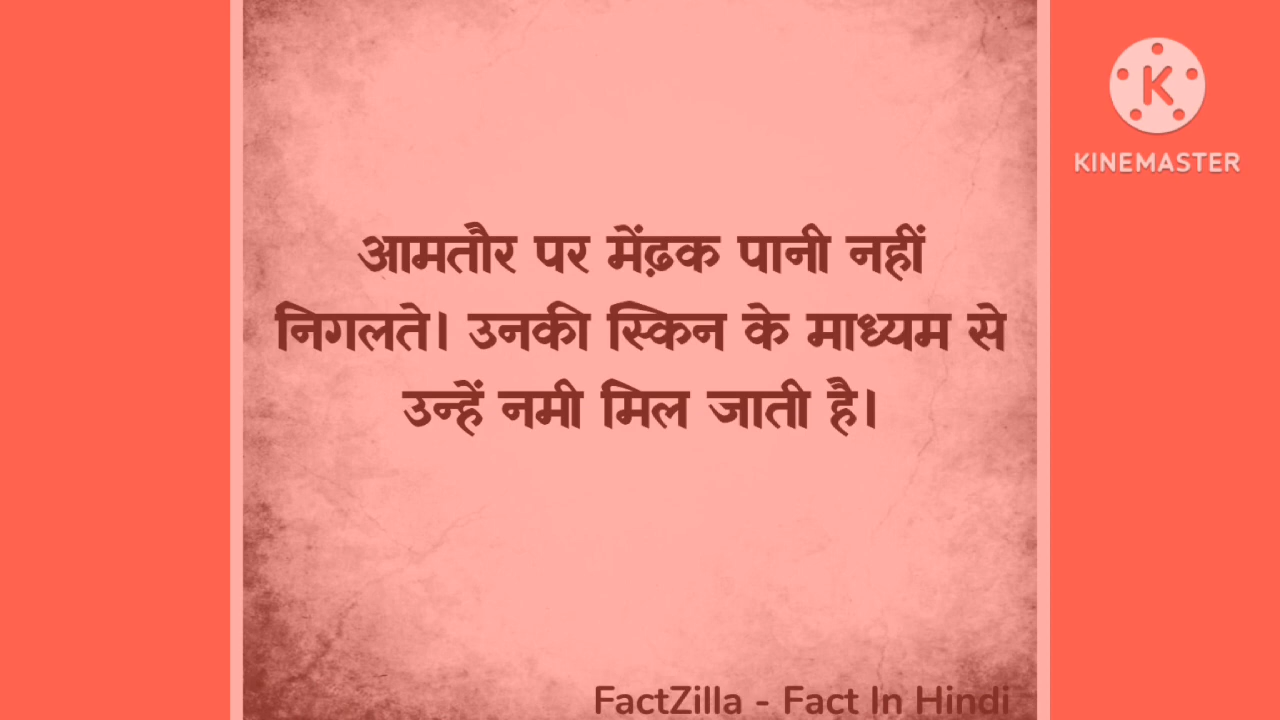 आमतौर पर मेंढ़क पानी नहीं
निगलते। उनकी स्किन के माध्यम से
उन्हें नमी मिल जाती है।
FactZilla - Fact In Hindi
K
KINEMASTER